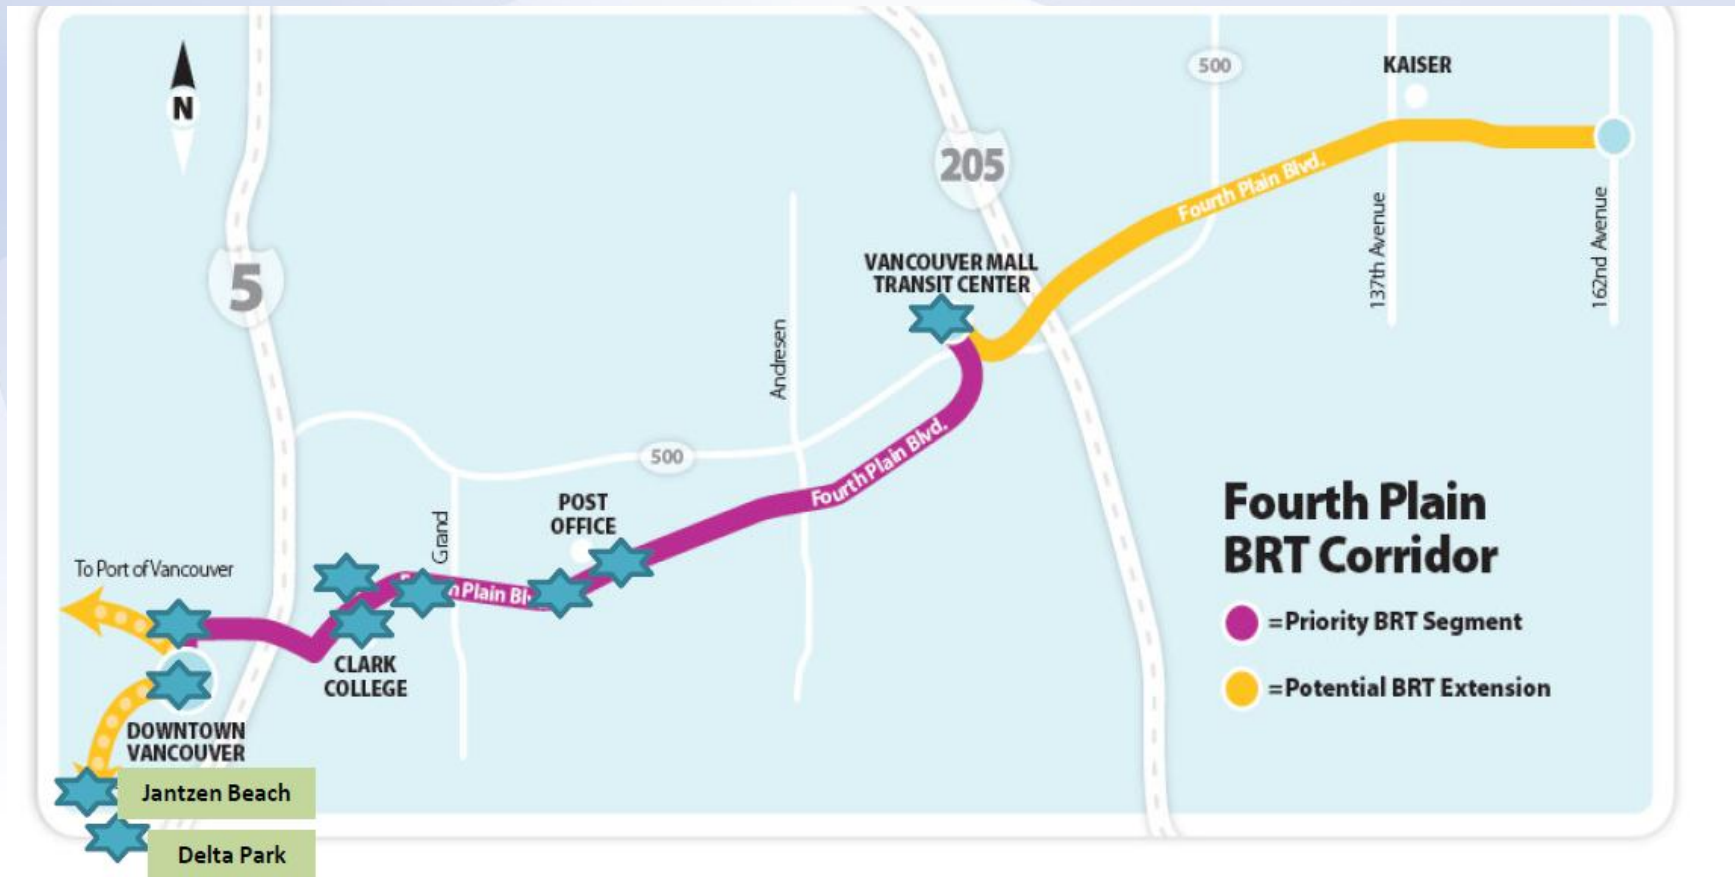 N
5
205
500
KAISER
Fourth Plain Blvd.
137th Avenue
162nd Avenue
VANCOUVER MALL
TRANSIT CENTER
Andresen
500
Fourth Plain Blvd.
POST
OFFICE
Grand
Plain Bl
To Port of Vancouver
CLARK
COLLEGE
DOWNTOWN
VANCOUVER
Jantzen Beach
Delta Park
Fourth Plain
BRT Corridor
=Priority BRT Segment
=Potential BRT Extension